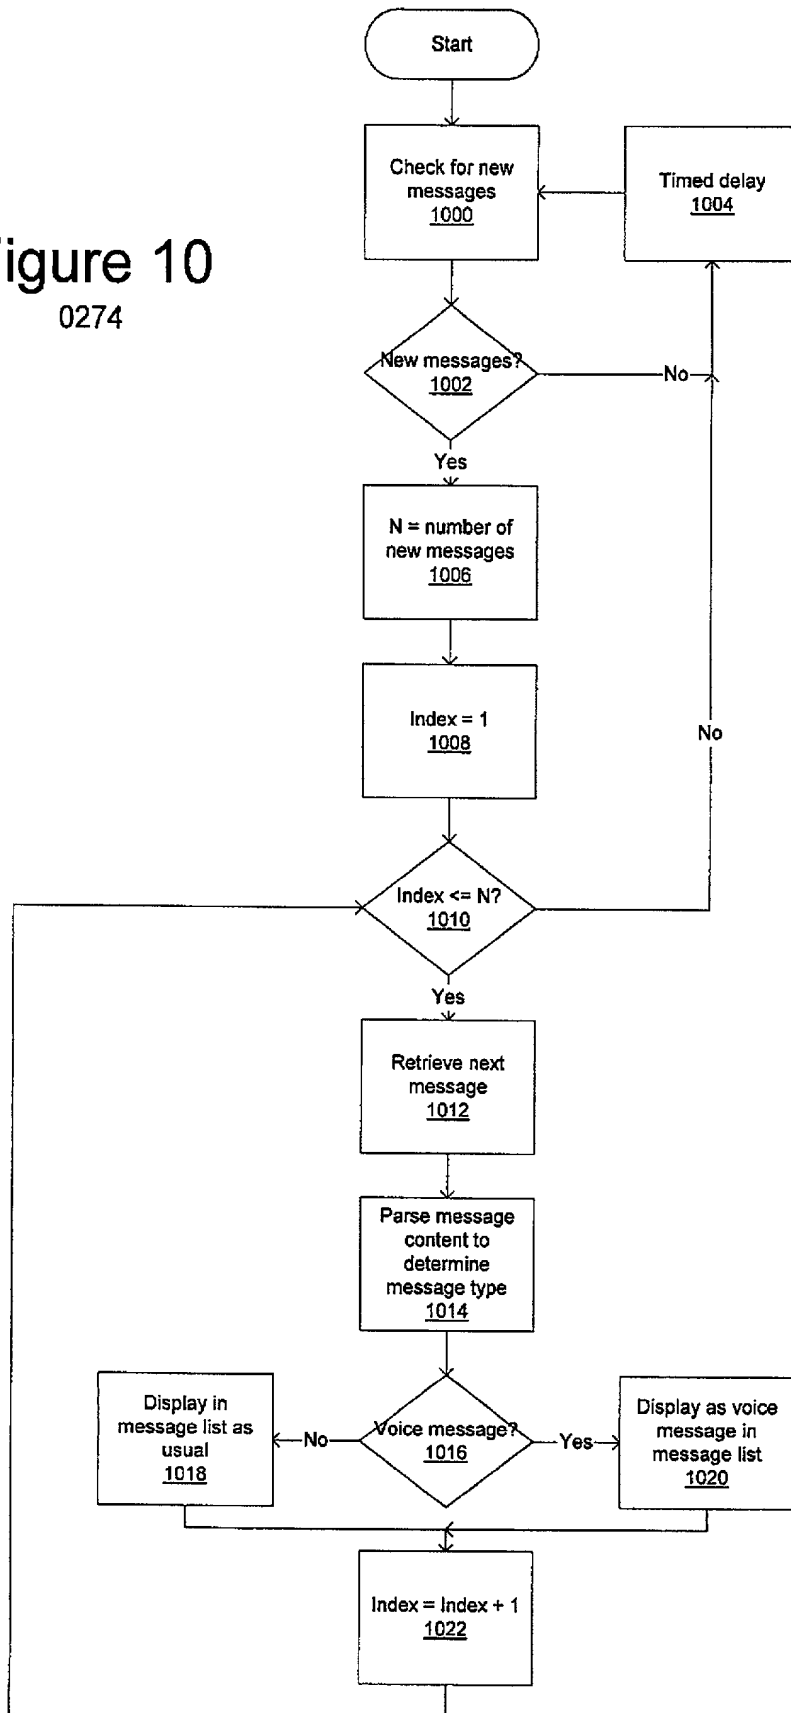 Start
Check for new
messages
1000
Timed delay
1004
igure 10
0274
New messages?
1002
No
Yes
N = number of
new messages
1006
Index = 1
1008
No
Index <= N?
1010
Yes
Retrieve next
message
1012
Parse message
content to
determine
message type
1014
Display in
message list as
usual
1018
No
Voice message?
1016
Yes
Display as voice
message in
message list
1020
Index = Index + 1
1022